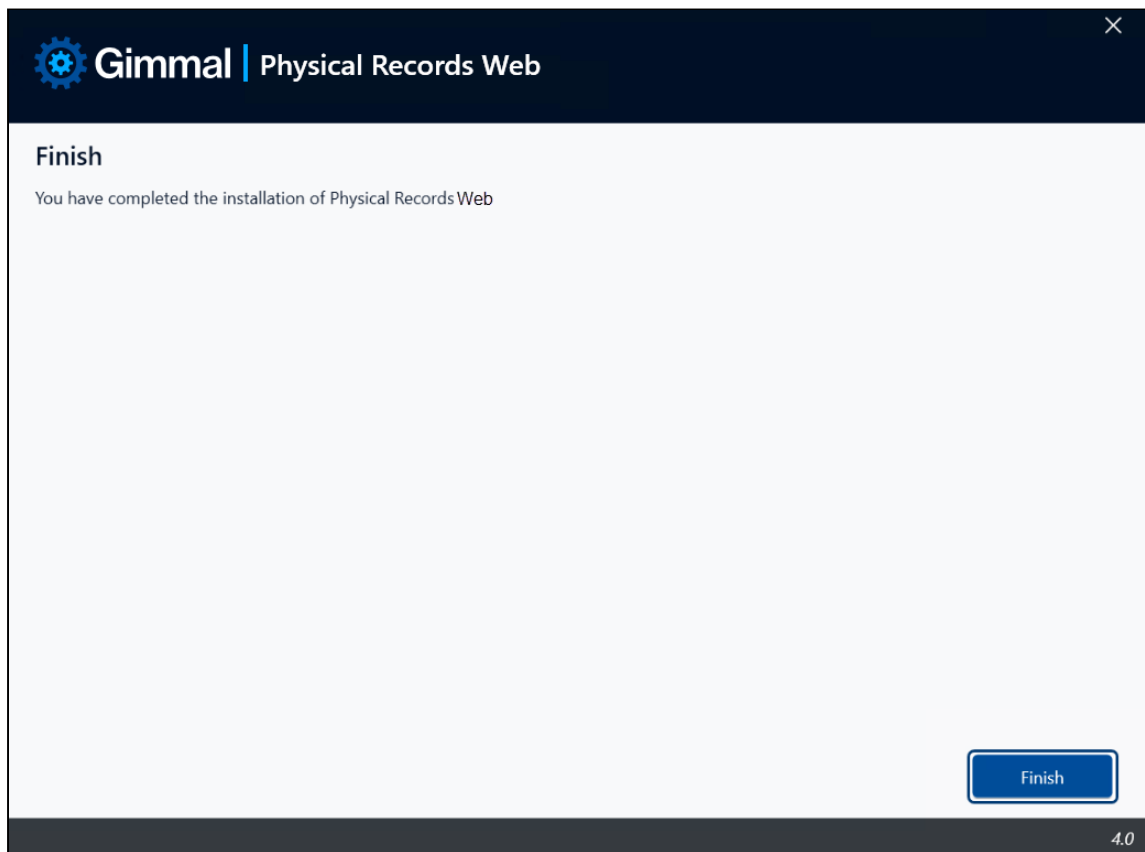 Gimmal | Physical Records Web
Finish
You have completed the installation of Physical Records Web
Finish
4.0